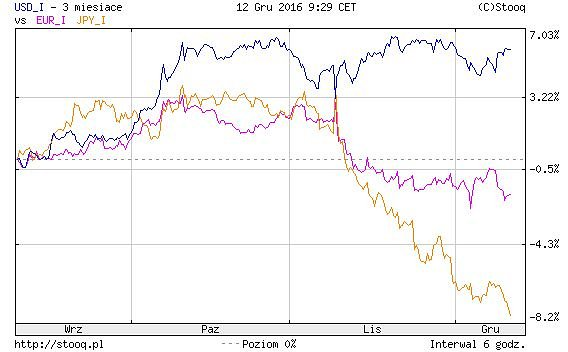 USD_I - 3 miesiace 12 Gru 2016 9:29 CET (C)Stooq
vs EUR_I JPY_I
7.03%
3.22%
-0.5%
-4.3%
-8.2%
Wrz Paz Lis Gru
http://stooq.pl ---Poziom 0% Interwal 6 godz.